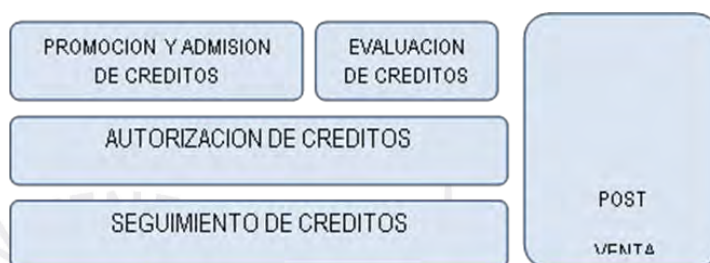 PROMOCION Y ADMISION
DE CREDITOS
EVALUACION
DE CREDITOS
AUTORIZACION DE CREDITOS
SEGUIMIENTO DE CREDITOS
POST
VENTA